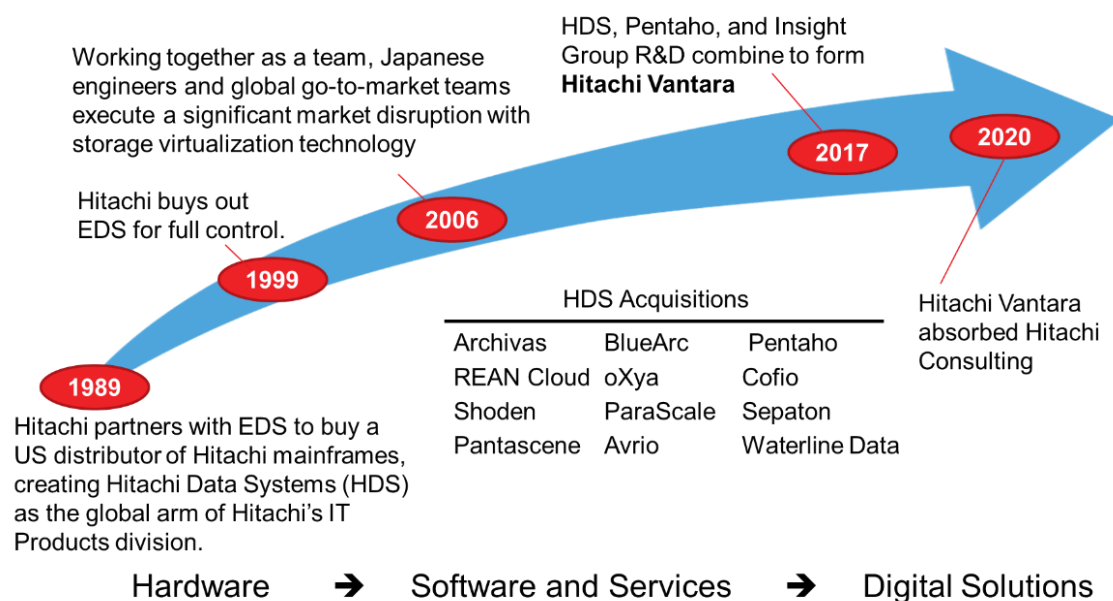 HDS, Pentaho, and Insight
Group R&D combine to form
Hitachi Vantara
Working together as a team, Japanese
engineers and global go-to-market teams
execute a significant market disruption with
storage virtualization technology
2020
2017
Hitachi buys out
EDS for full control.
2006
1999
HDS Acquisitions
Archivas BlueArc Pentaho
REAN Cloud oXya Cofio
Shoden ParaScale Sepaton
Pantascene Avrio Waterline Data
Hitachi Vantara
absorbed Hitachi
Consulting
1989
Hitachi partners with EDS to buy a
US distributor of Hitachi mainframes,
creating Hitachi Data Systems (HDS)
as the global arm of Hitachi’s IT
Products division.
Hardware ➔ Software and Services ➔ Digital Solutions